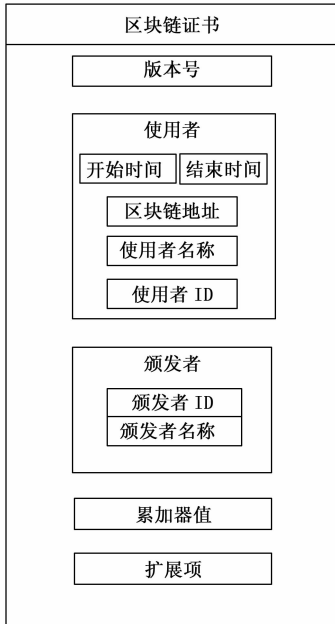 区块链证书
版本号
使用者
开始时间 结束时间
区块链地址
使用者名称
使用者 ID
颁发者
颁发者 ID
颁发者名称
累加器值
扩展项